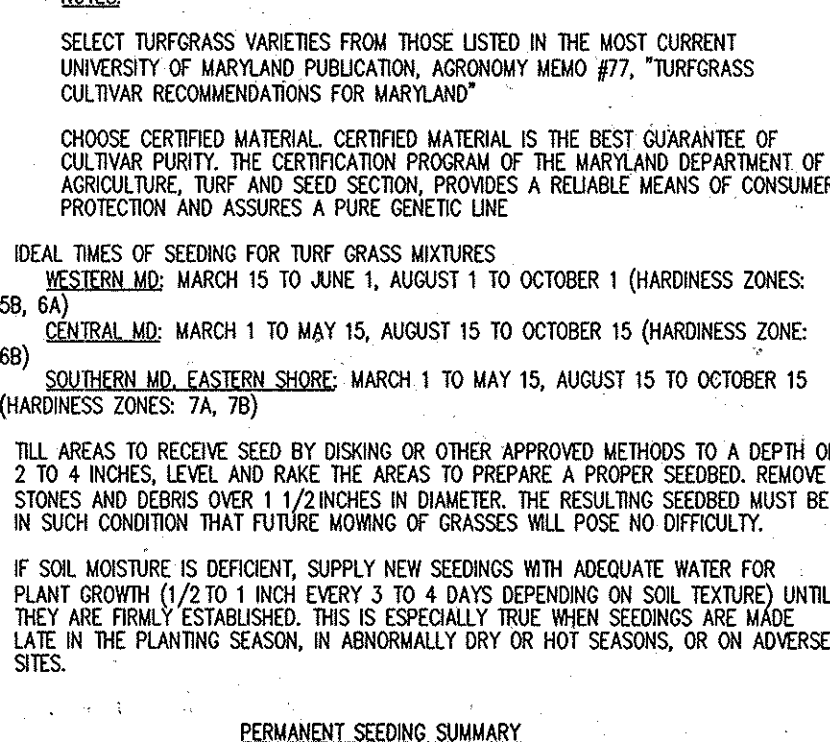 NOTES:
SELECT TURFGRASS VARIETIES FROM THOSE LISTED IN THE MOST CURRENT
UNIVERSITY OF MARYLAND PUBLICATION, AGRONOMY MEMO #77, "TURFGRASS
CULTIVAR RECOMMENDATIONS FOR MARYLAND"
CHOOSE CERTIFIED MATERIAL. CERTIFIED MATERIAL IS THE BEST GUARANTEE OF
CULTIVAR PURITY. THE CERTIFICATION PROGRAM OF THE MARYLAND DEPARTMENT OF
AGRICULTURE, TURF AND SEED SECTION, PROVIDES A RELIABLE MEANS OF CONSUMER
PROTECTION AND ASSURES A PURE GENETIC LINE
IDEAL TIMES OF SEEDING FOR TURF GRASS MIXTURES
WESTERN MD: MARCH 15 TO JUNE 1, AUGUST 1 TO OCTOBER 1 (HARDINESS ZONES:
5B, 6A)
CENTRAL MD: MARCH 1 TO MAY 15, AUGUST 15 TO OCTOBER 15 (HARDINESS ZONE:
6B)
SOUTHERN MD, EASTERN SHORE: MARCH 1 TO MAY 15, AUGUST 15 TO OCTOBER 15
(HARDINESS ZONES: 7A, 7B)
TILL AREAS TO RECEIVE SEED BY DISKING OR OTHER APPROVED METHODS TO A DEPTH OF
2 TO 4 INCHES, LEVEL AND RAKE THE AREAS TO PREPARE A PROPER SEEDBED. REMOVE
STONES AND DEBRIS OVER 1 1/2 INCHES IN DIAMETER. THE RESULTING SEEDBED MUST BE
IN SUCH CONDITION THAT FUTURE MOWING OF GRASSES WILL POSE NO DIFFICULTY.
IF SOIL MOISTURE IS DEFICIENT, SUPPLY NEW SEEDINGS WITH ADEQUATE WATER FOR
PLANT GROWTH (1/2 TO 1 INCH EVERY 3 TO 4 DAYS DEPENDING ON SOIL TEXTURE) UNTIL
THEY ARE FIRMLY ESTABLISHED. THIS IS ESPECIALLY TRUE WHEN SEEDINGS ARE MADE
LATE IN THE PLANTING SEASON, IN ABNORMALLY DRY OR HOT SEASONS, OR ON ADVERSE
SITES.
PERMANENT SEEDING SUMMARY